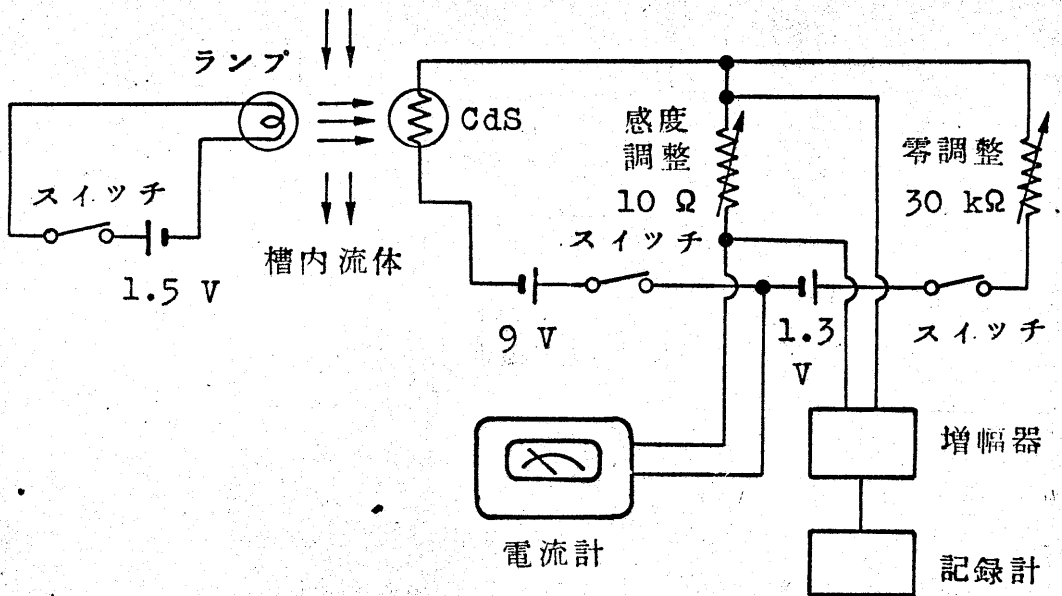 ランプ
CdS
感度
調整
10 Ω
零調整
30 kΩ
スイッチ
1.5 V
槽内流体
スイッチ
9 V
1.3
V
スイッチ
増幅器
電流計
記録計